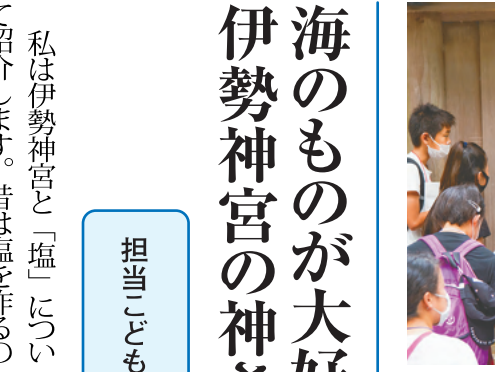 海のものが大好
伊勢神宮の神
担当こども
私は伊勢神宮と「塩」につい
て紹介します。昔は塩を作るの